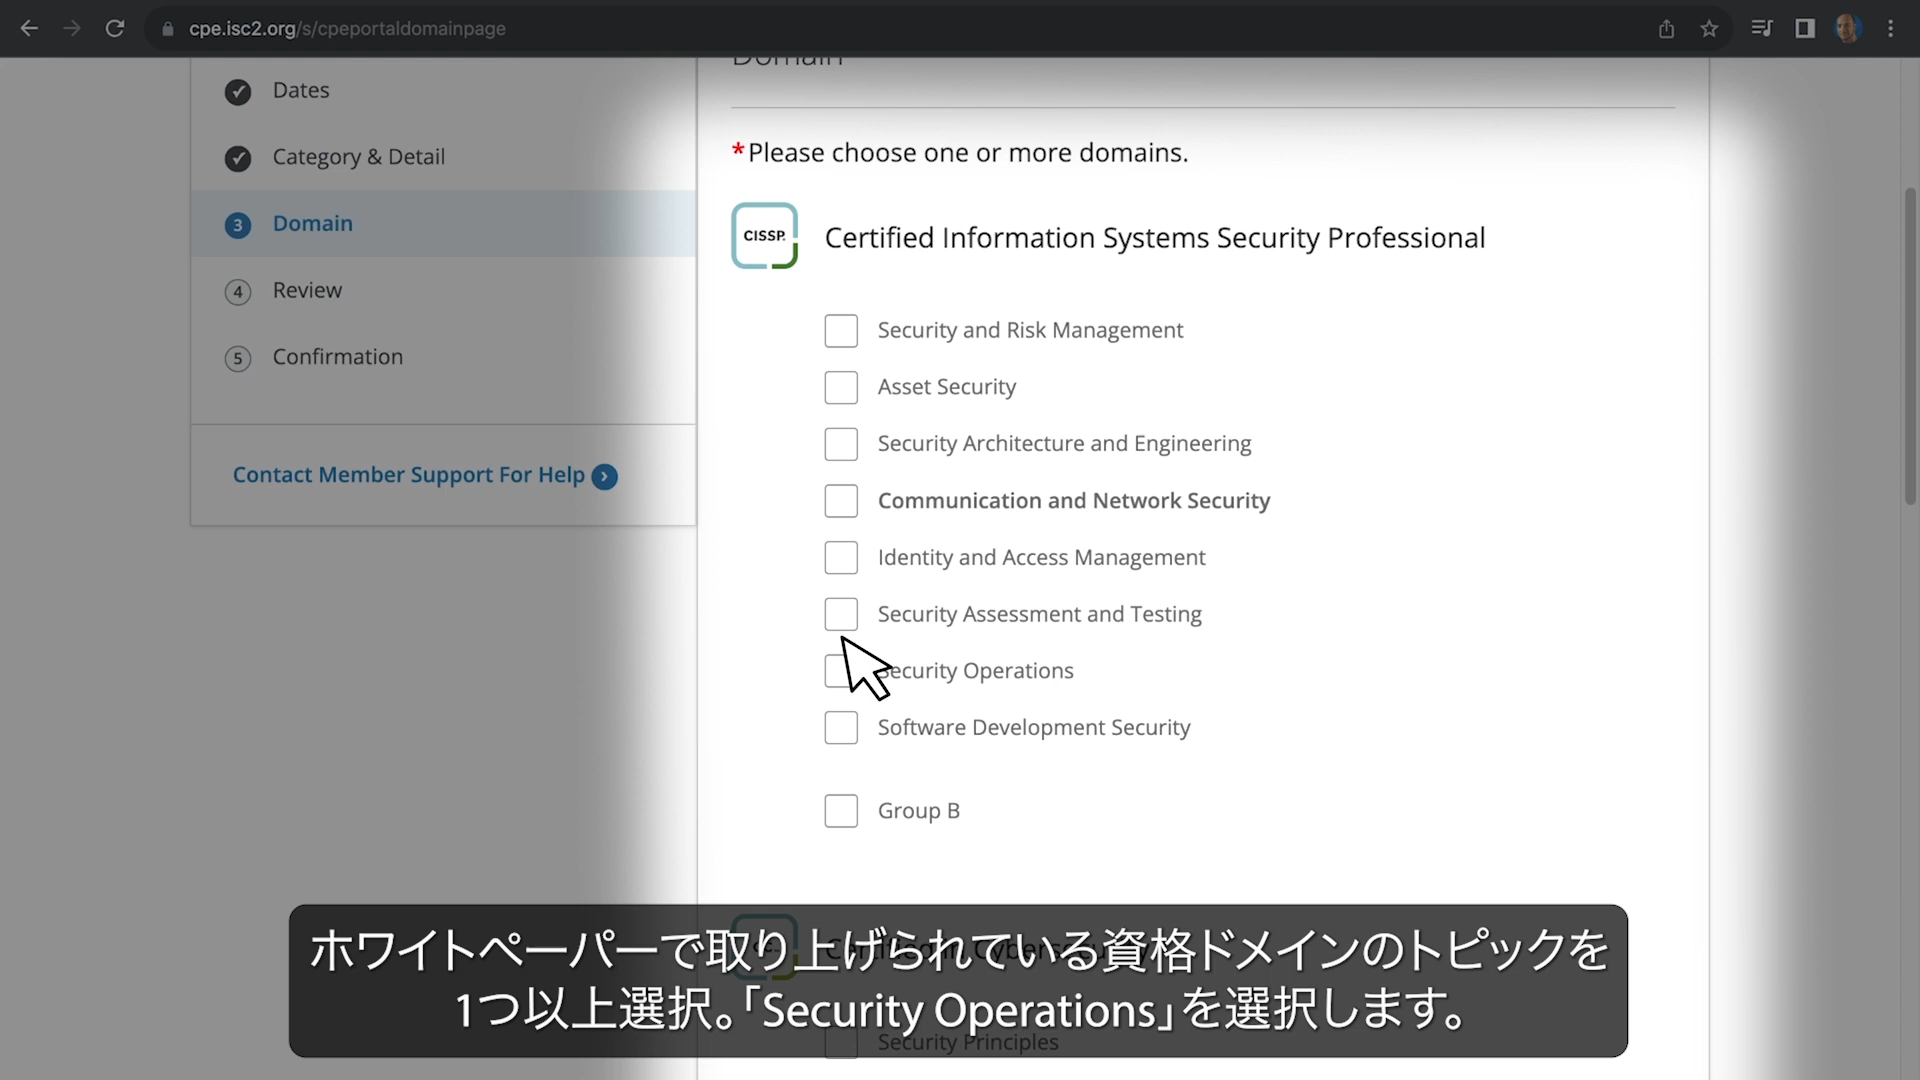 cpe.isc2.org/s/cpeportaldomainpage
Domain
Dates
Category & Detail
3 Domain
4 Review
5 Confirmation
Contact Member Support For Help
*Please choose one or more domains.
CISSP.
Certified Information Systems Security Professional
Security and Risk Management
Asset Security
Security Architecture and Engineering
Communication and Network Security
Identity and Access Management
Security Assessment and Testing
Security Operations
Software Development Security
Group B
Certified in Cybersecurity
ホワイトペーパーで取り上げられている資格ドメインのトピックを
1つ以上選択。「Security Operations」を選択します。
Security Principles